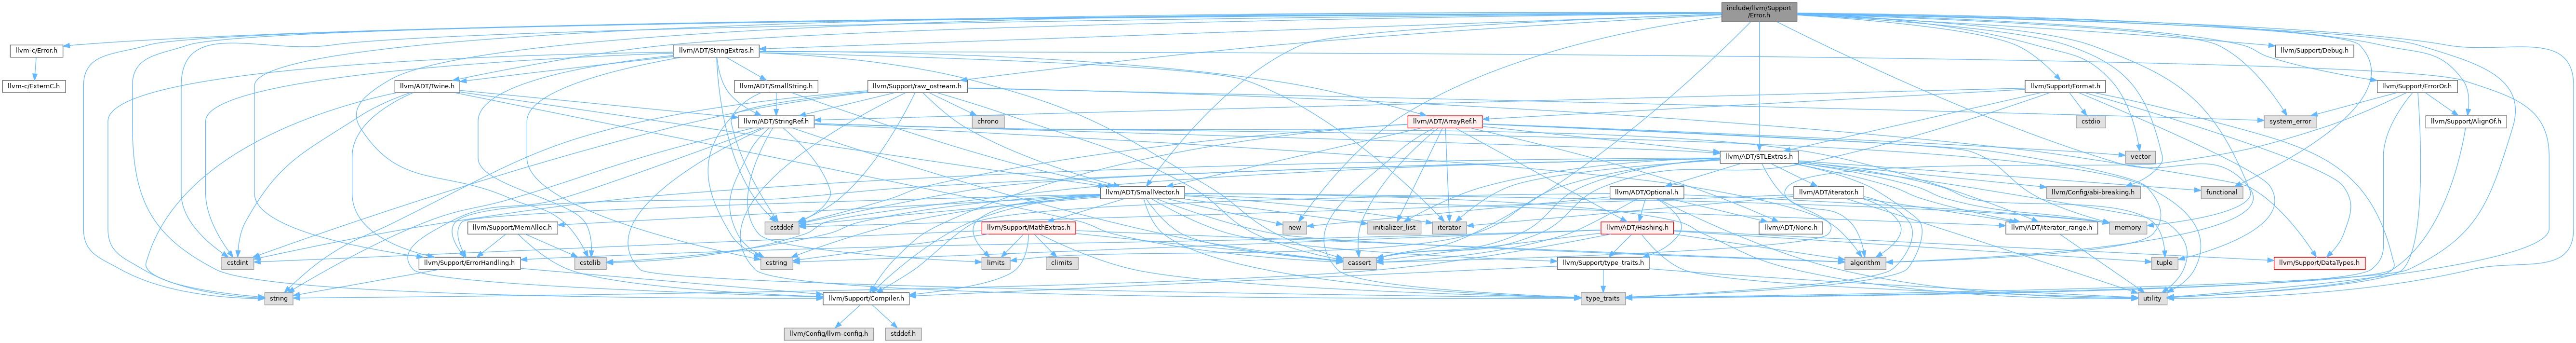 include/llvm/Support
/Error.h
llvm-c/Error.h
llvm/ADT/StringExtras.h
llvm/Support/Debug.h
llvm-c/ExternC.h
llvm/ADT/Twine.h
llvm/ADT/SmallString.h
llvm/Support/raw_ostream.h
llvm/Support/Format.h
llvm/Support/ErrorOr.h
llvm/ADT/StringRef.h
chrono
llvm/ADT/ArrayRef.h
cstdio
system_error
llvm/Support/AlignOf.h
llvm/ADT/STLExtras.h
vector
llvm/ADT/SmallVector.h
llvm/ADT/Optional.h
llvm/ADT/iterator.h
llvm/Config/abi-breaking.h
functional
llvm/Support/MemAlloc.h
cstddef
llvm/Support/MathExtras.h
new
initializer_list
iterator
llvm/ADT/Hashing.h
llvm/ADT/None.h
llvm/ADT/iterator_range.h
memory
cstdint
llvm/Support/ErrorHandling.h
cstdlib
cstring
limits
climits
cassert
llvm/Support/type_traits.h
algorithm
tuple
llvm/Support/DataTypes.h
string
llvm/Support/Compiler.h
type_traits
utility
llvm/Config/llvm-config.h
stddef.h